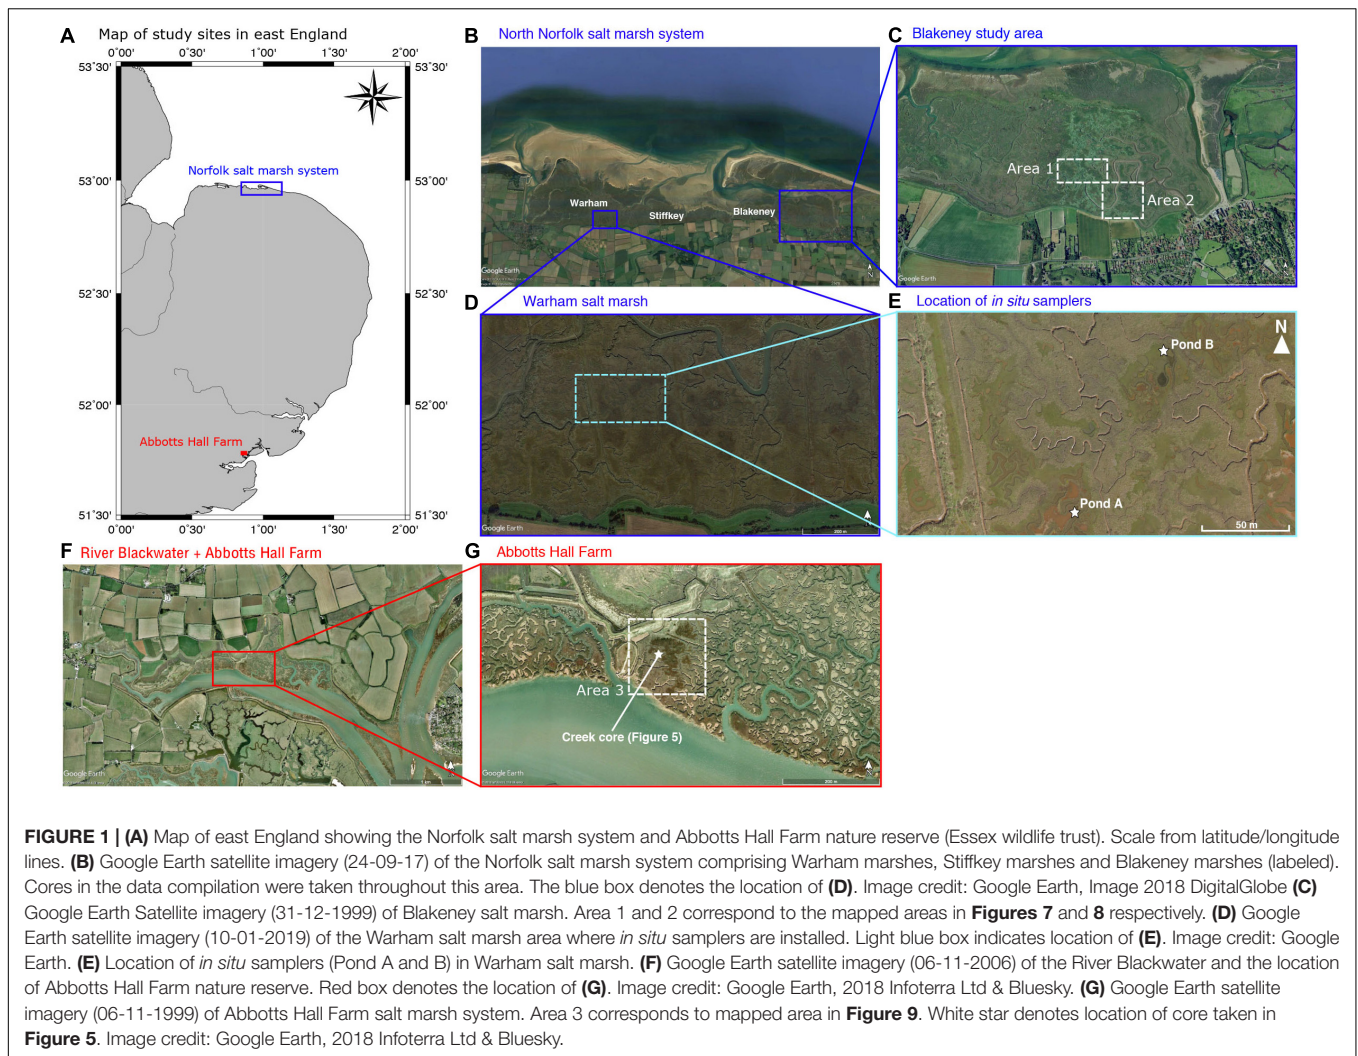 A Map of study sites in east England
0˚00' 0˚30' 1˚00' 1˚30' 2˚00'
53˚30' 53˚30'
Norfolk salt marsh system
53˚00' 53˚00'
52˚30' 52˚30'
52˚00' 52˚00'
Abbotts Hall Farm
51˚30' 51˚30'
0˚00' 0˚30' 1˚00' 1˚30' 2˚00'
B North Norfolk salt marsh system
Warham
Stiffkey
Blakeney
Google Earth
N
C Blakeney study area
Area 1
Area 2
Google Earth
N
D Warham salt marsh
Google Earth
200 m
E Location of in situ samplers
N
Pond B
Pond A
50 m
F River Blackwater + Abbotts Hall Farm
Google Earth
1 km
N
G Abbotts Hall Farm
Area 3
Creek core (Figure 5)
Google Earth
200 m
N
FIGURE 1 | (A) Map of east England showing the Norfolk salt marsh system and Abbotts Hall Farm nature reserve (Essex wildlife trust). Scale from latitude/longitude
lines. (B) Google Earth satellite imagery (24-09-17) of the Norfolk salt marsh system comprising Warham marshes, Stiffkey marshes and Blakeney marshes (labeled).
Cores in the data compilation were taken throughout this area. The blue box denotes the location of (D). Image credit: Google Earth, Image 2018 DigitalGlobe (C)
Google Earth Satellite imagery (31-12-1999) of Blakeney salt marsh. Area 1 and 2 correspond to the mapped areas in Figures 7 and 8 respectively. (D) Google
Earth satellite imagery (10-01-2019) of the Warham salt marsh area where in situ samplers are installed. Light blue box indicates location of (E). Image credit: Google
Earth. (E) Location of in situ samplers (Pond A and B) in Warham salt marsh. (F) Google Earth satellite imagery (06-11-2006) of the River Blackwater and the location
of Abbotts Hall Farm nature reserve. Red box denotes the location of (G). Image credit: Google Earth, 2018 Infoterra Ltd & Bluesky. (G) Google Earth satellite
imagery (06-11-1999) of Abbotts Hall Farm salt marsh system. Area 3 corresponds to mapped area in Figure 9. White star denotes location of core taken in
Figure 5. Image credit: Google Earth, 2018 Infoterra Ltd & Bluesky.